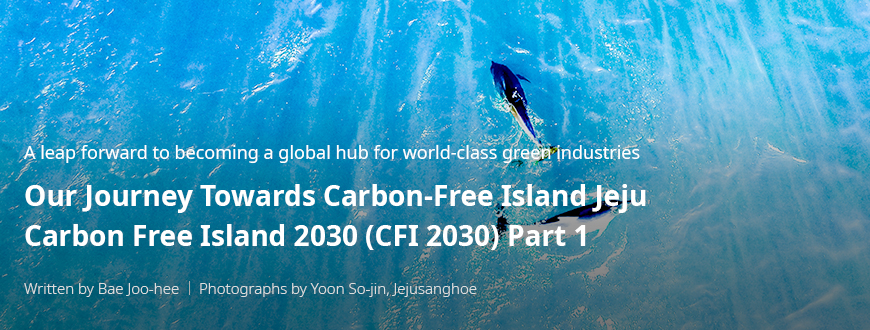 A leap forward to becoming a global hub for world-class green industries
Our Journey Towards Carbon-Free Island Jeju
Carbon Free Island 2030 (CFI 2030) Part 1
Written by Bae Joo-hee | Photographs by Yoon So-jin, Jejusanghoe